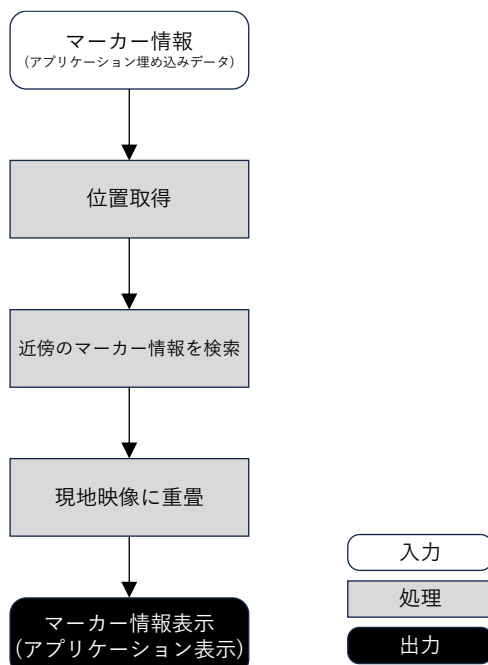 マーカー情報
(アプリケーション埋め込みデータ)
位置取得
近傍のマーカー情報を検索
現地映像に重畳
マーカー情報表示
(アプリケーション表示)
入力
処理
出力